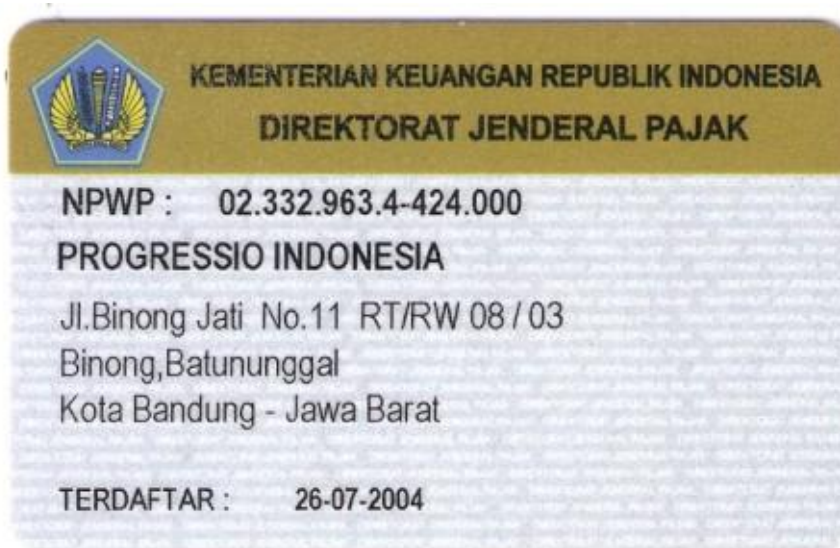 KEMENTERIAN KEUANGAN REPUBLIK INDONESIA
DIREKTORAT JENDERAL PAJAK
NPWP : 02.332.963.4-424.000
PROGRESSIO INDONESIA
Jl.Binong Jati No.11 RT/RW 08 / 03
Binong,Batununggal
Kota Bandung - Jawa Barat
TERDAFTAR : 26-07-2004